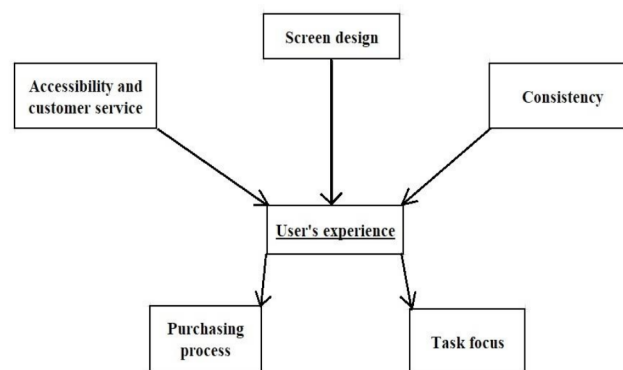 Screen design
Accessibility and
customer service
Consistency
User's experience
Purchasing
process
Task focus